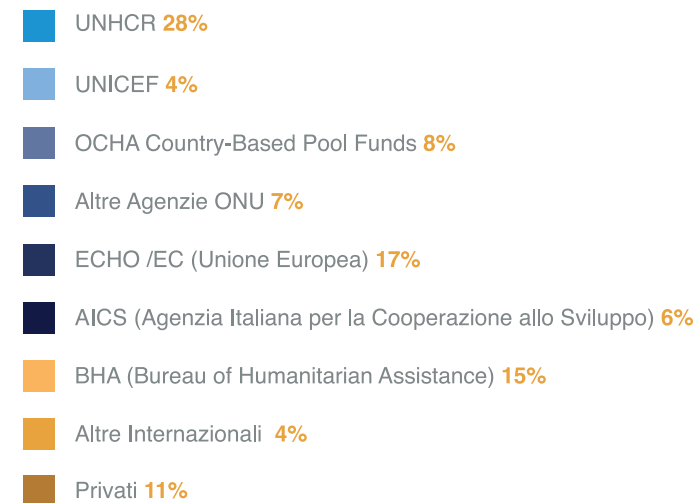 UNHCR 28%
UNICEF 4%
OCHA Country-Based Pool Funds 8%
Altre Agenzie ONU 7%
ECHO /EC (Unione Europea) 17%
AICS (Agenzia Italiana per la Cooperazione allo Sviluppo) 6%
BHA (Bureau of Humanitarian Assistance) 15%
Altre Internazionali 4%
Privati 11%